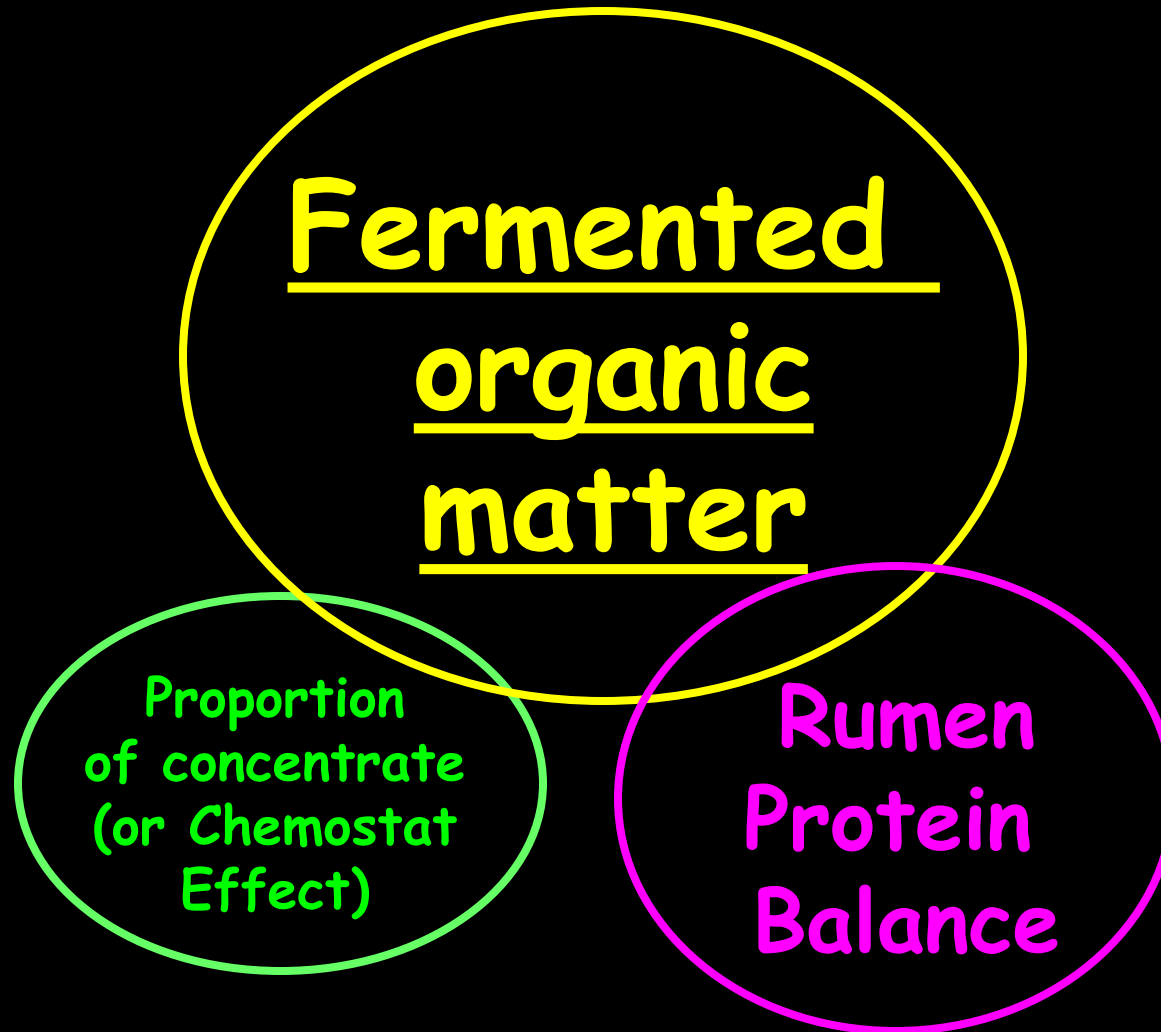 Fermented
organic
matter
Proportion
of concentrate
(or Chemostat
Effect)
Rumen
Protein
Balance